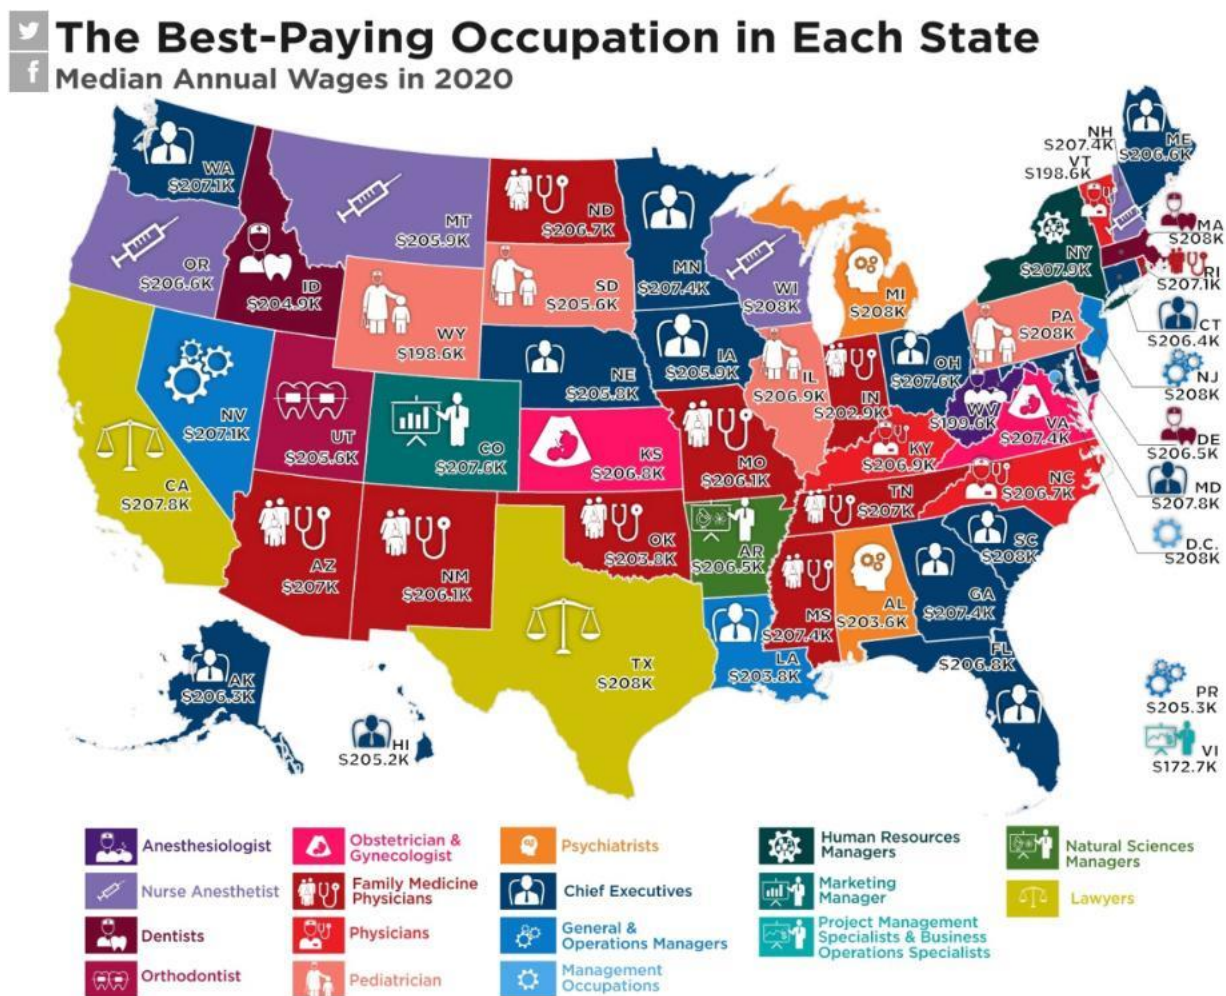 The Best-Paying Occupation in Each State
f
Median Annual Wages in 2020
WA
$207.1K
MT
$205.9K
ND
$206.7K
MN
$207.4K
NH
$207.4K
VT
$198.6K
ME
$206.6K
OR
$206.6K
ID
$204.9K
WY
$198.6K
SD
$205.6K
WI
$208K
MI
$208K
NY
$207.9K
MA
$208K
RI
$207.1K
CT
$206.4K
NE
$205.8K
IA
$205.9K
IL
$206.9K
IN
$202.9K
OH
$207.6K
PA
$208K
NJ
$208K
NV
$207.1K
UT
$205.6K
CO
$207.6K
KS
$206.8K
MO
$206.1K
KY
$206.9K
WV
$199.6K
VA
$207.4K
DE
$206.5K
CA
$207.8K
MD
$207.8K
AZ
$207K
NM
$206.1K
OK
$203.8K
AR
$206.5K
TN
$207K
NC
$206.7K
SC
$208K
D.C.
$208K
TX
$208K
LA
$203.8K
MS
$207.4K
AL
$203.6K
GA
$207.4K
FL
$206.8K
AK
$206.3K
HI
$205.2K
PR
$205.3K
VI
$172.7K
Anesthesiologist
Nurse Anesthetist
Dentists
Orthodontist
Obstetrician &
Gynecologist
Family Medicine
Physicians
Physicians
Pediatrician
Psychiatrists
Chief Executives
General &
Operations Managers
Management
Occupations
Human Resources
Managers
Marketing
Manager
Project Management
Specialists & Business
Operations Specialists
Natural Sciences
Managers
Lawyers